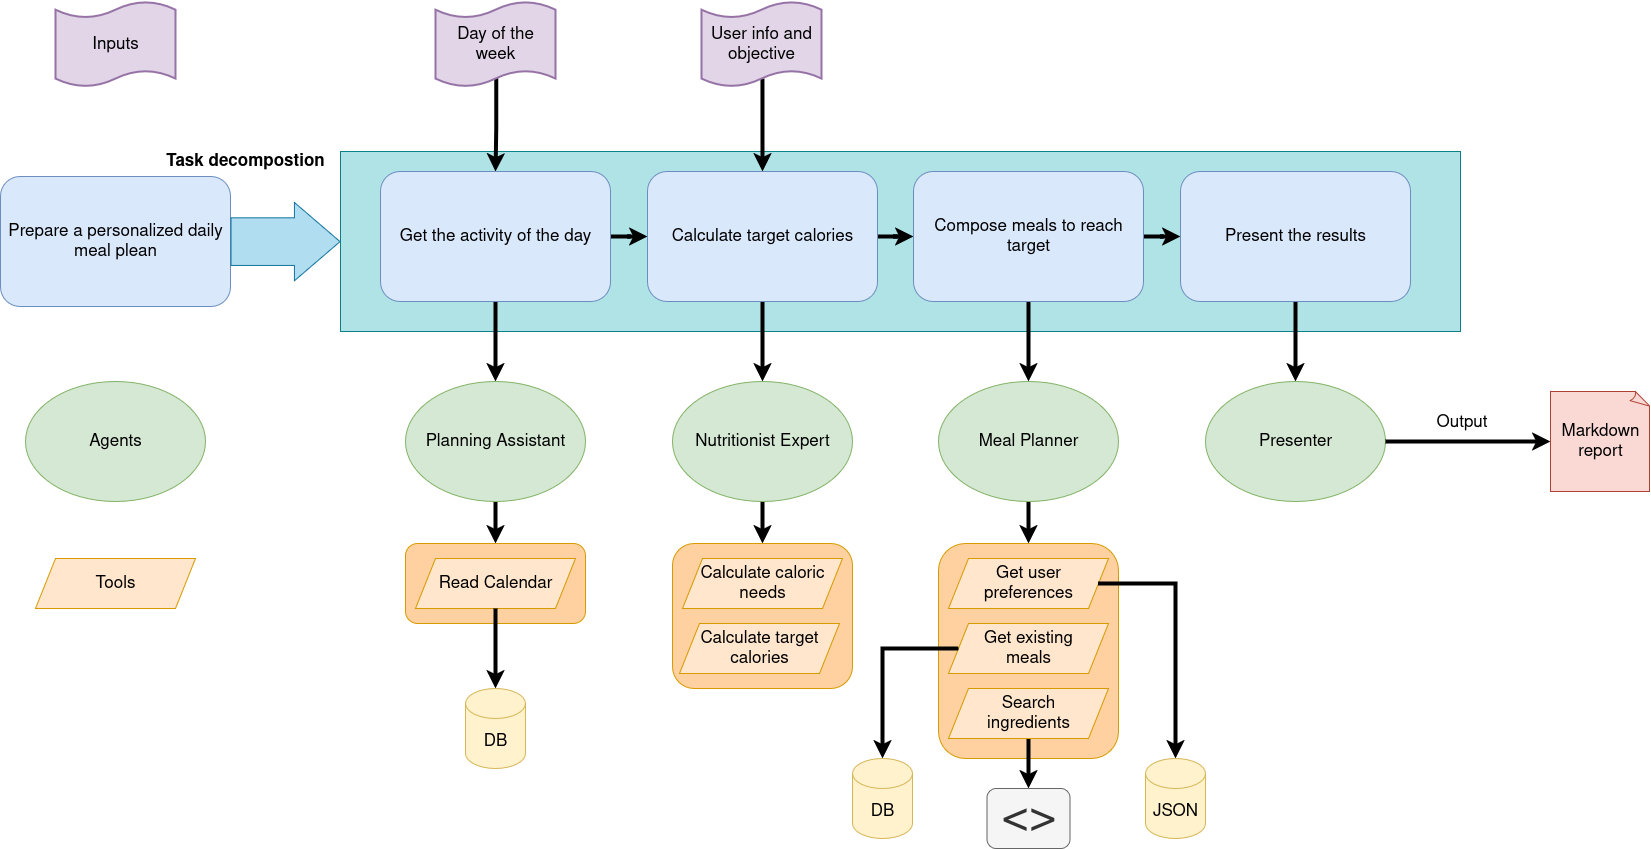 Inputs
Day of the
week
User info and
objective
Task decompostion
Prepare a personalized daily
meal plean
Get the activity of the day
Calculate target calories
Compose meals to reach
target
Present the results
Agents
Planning Assistant
Nutritionist Expert
Meal Planner
Presenter
Output
Markdown
report
Tools
Read Calendar
Calculate caloric
needs
Calculate target
calories
Get user
preferences
Get existing
meals
Search
ingredients
DB
DB
<>
JSON